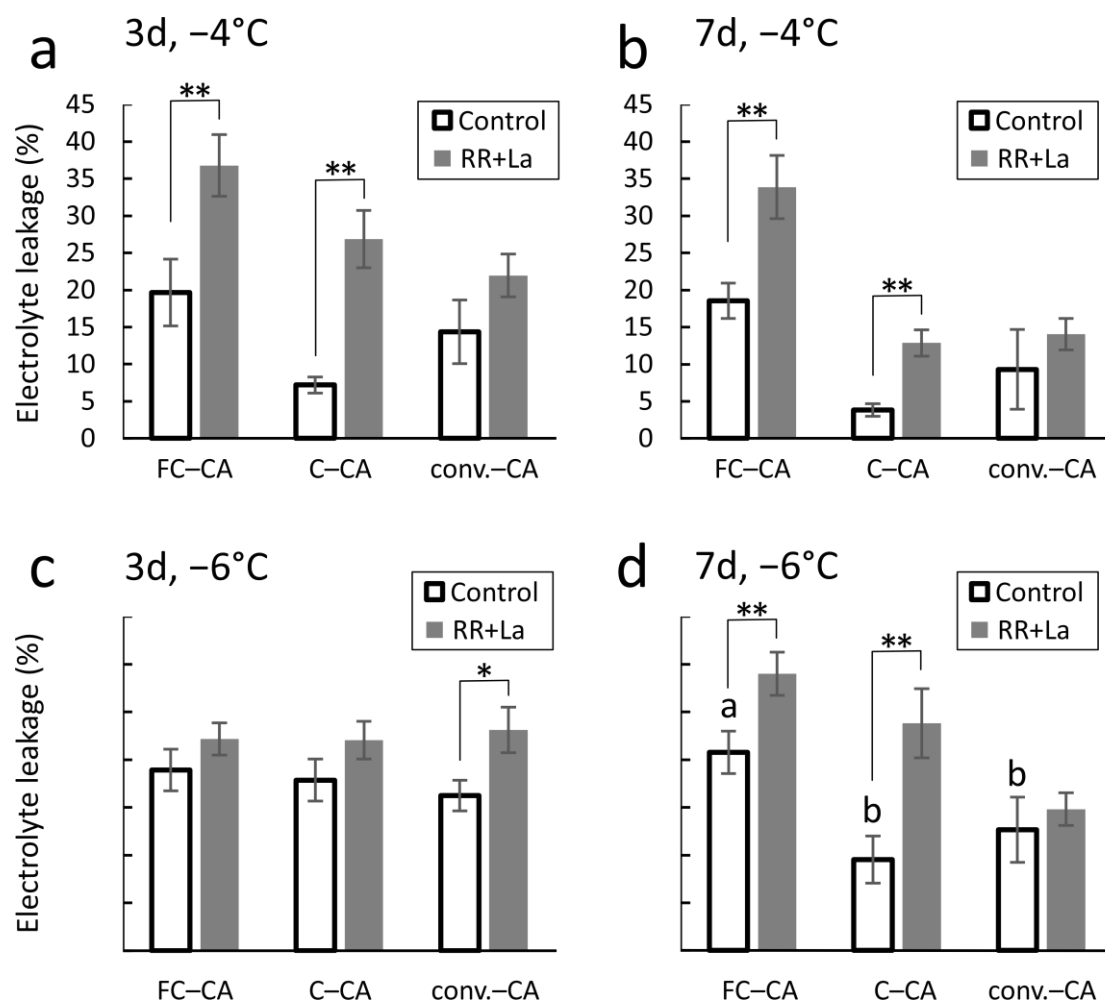 a 3d, −4°C
Electrolyte leakage (%)
45
40
35
30
25
20
15
10
5
0
**
**
Control
RR+La
FC–CA C–CA conv.–CA
b 7d, −4°C
45
40
35
30
25
20
15
10
5
0
**
**
Control
RR+La
FC–CA C–CA conv.–CA
c 3d, −6°C
Electrolyte leakage (%)
*
Control
RR+La
FC–CA C–CA conv.–CA
d 7d, −6°C
**
**
a
b
b
Control
RR+La
FC–CA C–CA conv.–CA